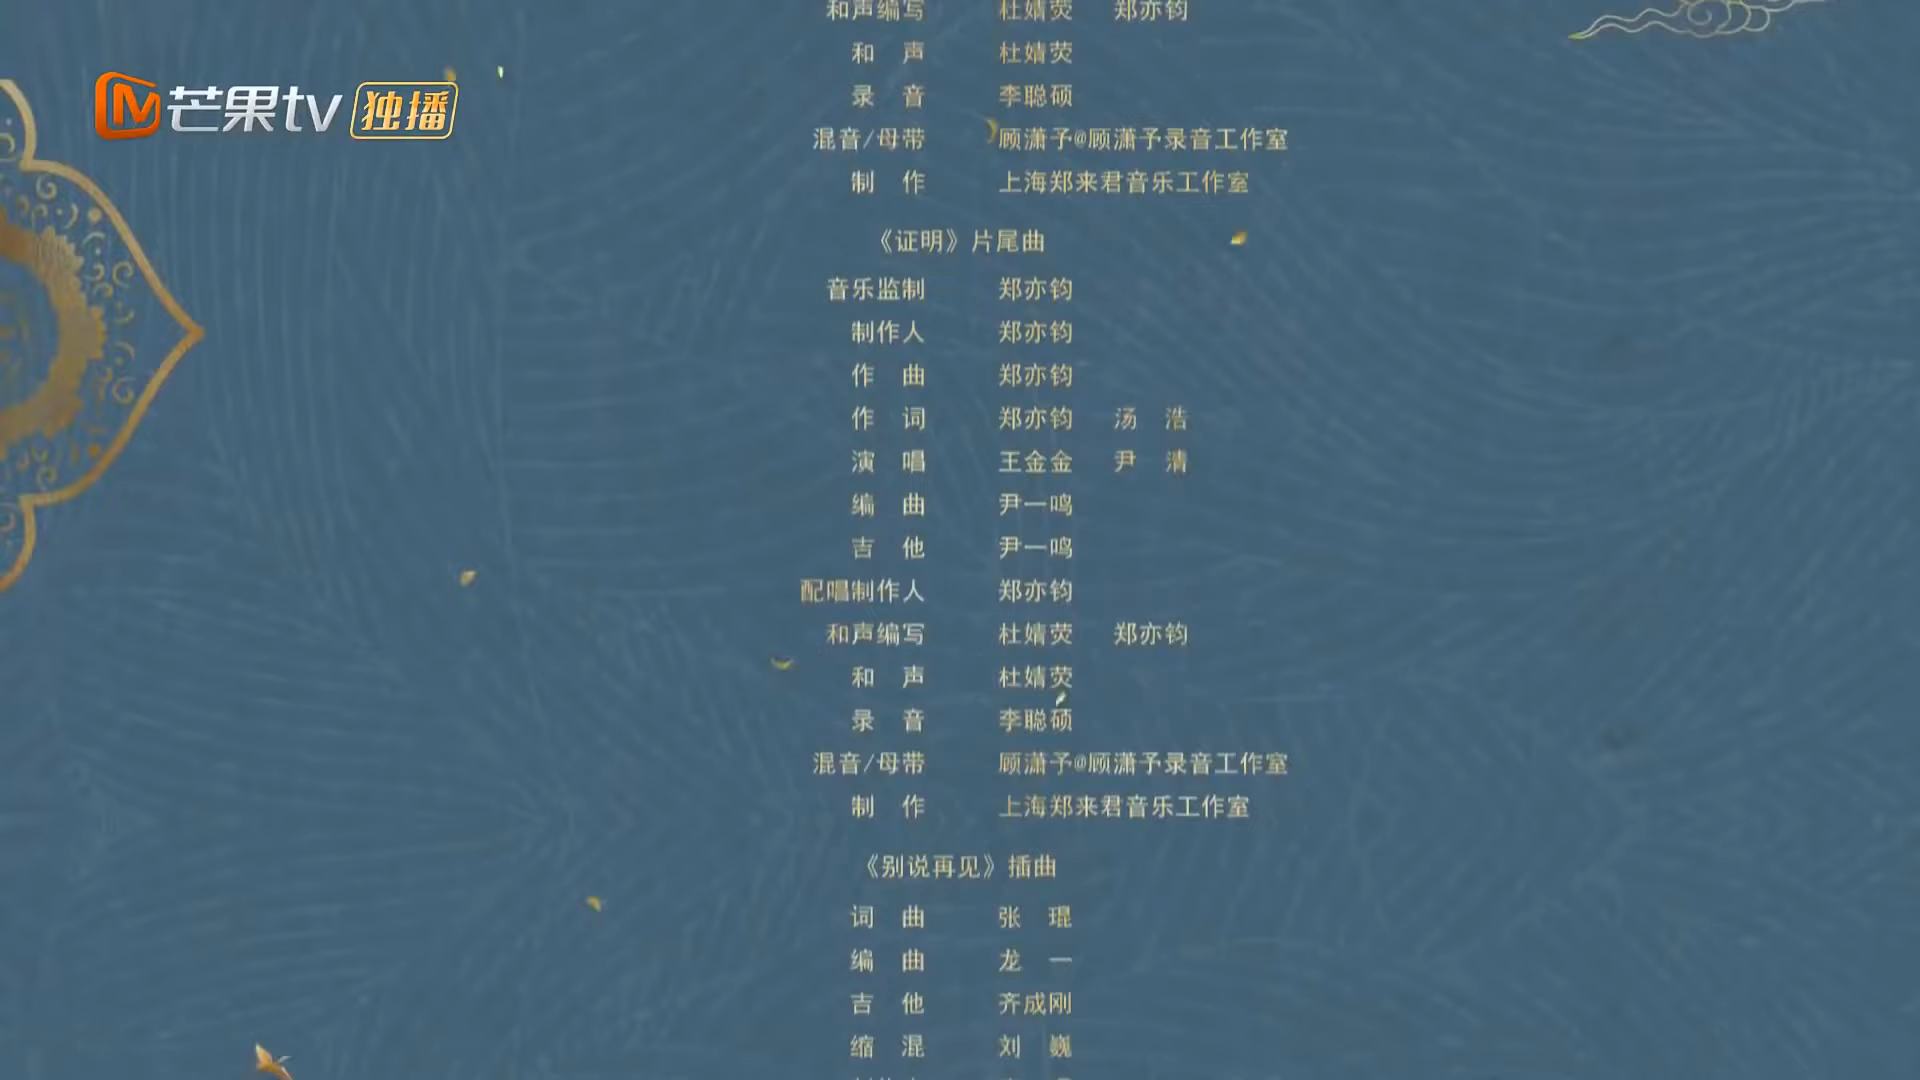 和声编写 杜婧荧 郑亦钧
和声 杜婧荧
芒果tv 独播
录音 李聪硕
混音/母带 顾潇予@顾潇予录音工作室
制作 上海郑来君音乐工作室
《证明》片尾曲
音乐监制 郑亦钧
制作人 郑亦钧
作曲 郑亦钧
作词 郑亦钧 汤浩
演唱 王金金 尹清
编曲 尹一鸣
吉他 尹一鸣
配唱制作人 郑亦钧
和声编写 杜婧荧 郑亦钧
和声 杜婧荧
录音 李聪硕
混音/母带 顾潇予@顾潇予录音工作室
制作 上海郑来君音乐工作室
《别说再见》插曲
词曲 张琨
编曲 龙一
吉他 齐成刚
缩混 刘巍